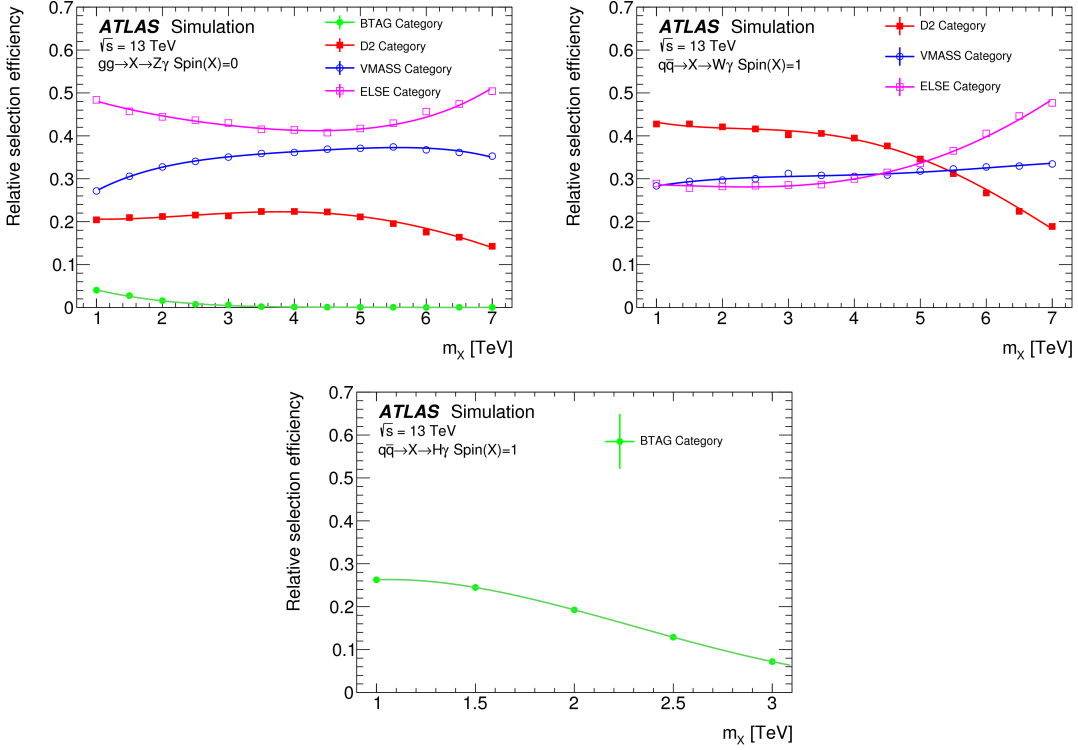 Relative selection efficiency
0.7
0.6
0.5
0.4
0.3
0.2
0.1
0
ATLAS Simulation
√s = 13 TeV
gg→X→Zγ Spin(X)=0
BTAG Category
D2 Category
VMASS Category
ELSE Category
1 2 3 4 5 6 7
m_X [TeV]
Relative selection efficiency
0.7
0.6
0.5
0.4
0.3
0.2
0.1
0
ATLAS Simulation
√s = 13 TeV
qq̅→X→Wγ Spin(X)=1
D2 Category
VMASS Category
ELSE Category
1 2 3 4 5 6 7
m_X [TeV]
Relative selection efficiency
0.7
0.6
0.5
0.4
0.3
0.2
0.1
0
ATLAS Simulation
√s = 13 TeV
qq̅→X→Hγ Spin(X)=1
BTAG Category
1 1.5 2 2.5 3
m_X [TeV]